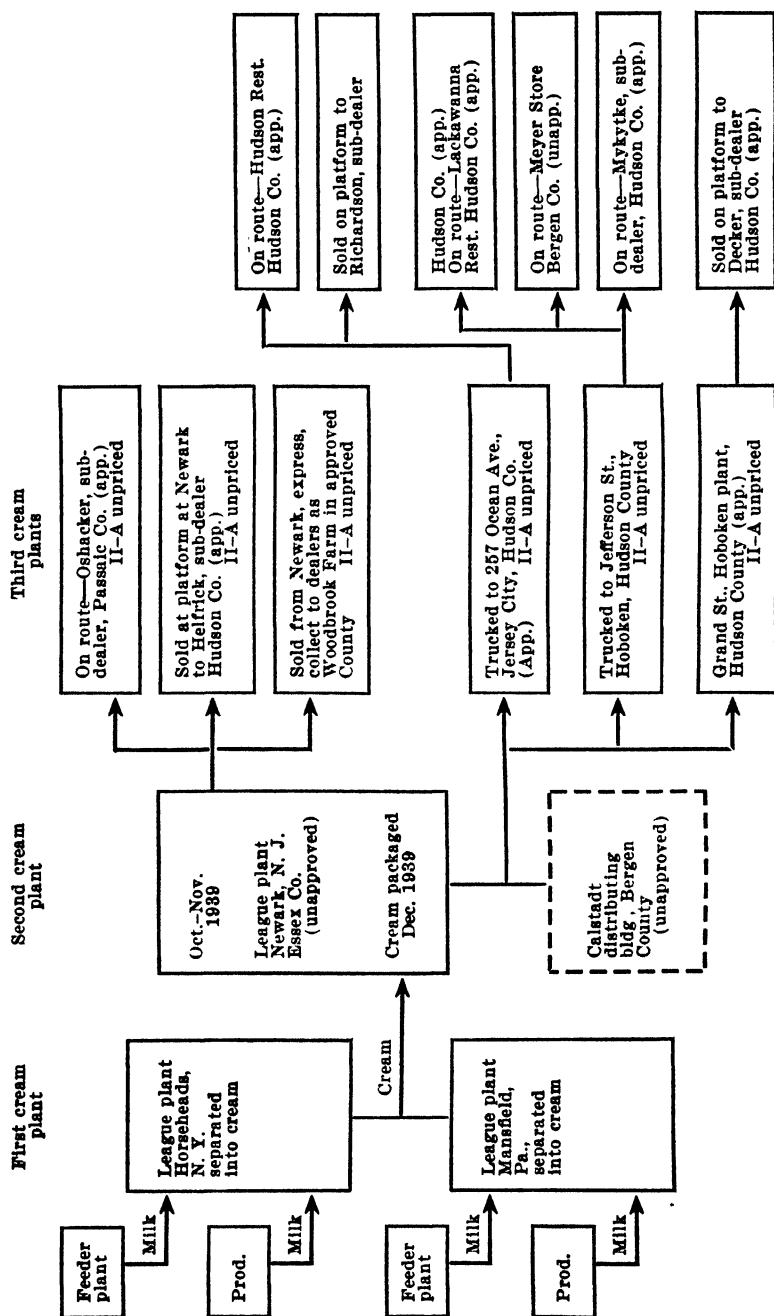 First cream
plant
Second cream
plant
Third cream
plants
Feeder
plant
Milk
Prod.
Milk
League plant
Horseheads,
N. Y.
separated
into cream
Feeder
plant
Milk
Prod.
Milk
League plant
Mansfield,
Pa.,
separated
into cream
Cream
Oct.–Nov.
1939
League plant
Newark, N. J.
Essex Co.
(unapproved)
Cream packaged
Dec. 1939
Calstadt
distributing
bldg, Bergen
County
(unapproved)
On route—Oshacker, sub-
dealer, Passaic Co. (app.)
II–A unpriced
Sold at platform at Newark
to Helfrick, sub-dealer
Hudson Co. (app.)
II–A unpriced
Sold from Newark, express,
collect to dealers as
Woodbrook Farm in approved
County II–A unpriced
Trucked to 257 Ocean Ave.,
Jersey City, Hudson Co.
(App.) II–A unpriced
Trucked to Jefferson St.,
Hoboken, Hudson County
II–A unpriced
Grand St., Hoboken plant,
Hudson County (app.)
II–A unpriced
On route—Hudson Rest.
Hudson Co. (app.)
Sold on platform to
Richardson, sub-dealer
Hudson Co. (app.)
On route—Lackawanna
Rest. Hudson Co. (app.)
On route—Meyer Store
Bergen Co. (unapp.)
On route—Mykytke, sub-
dealer, Hudson Co. (app.)
Sold on platform to
Decker, sub-dealer
Hudson Co. (app.)